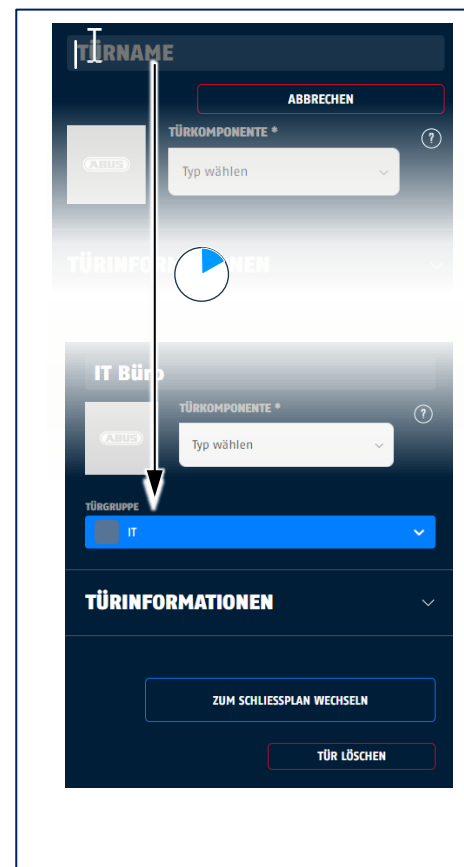 TÜRNAME
ABBRECHEN
TÜRKOMPONENTE *
?
ABUS
Typ wählen
TÜRINFORMATIONEN
IT Büro
TÜRKOMPONENTE *
?
ABUS
Typ wählen
TÜRGRUPPE
IT
TÜRINFORMATIONEN
ZUM SCHLIESSPLAN WECHSELN
TÜR LÖSCHEN